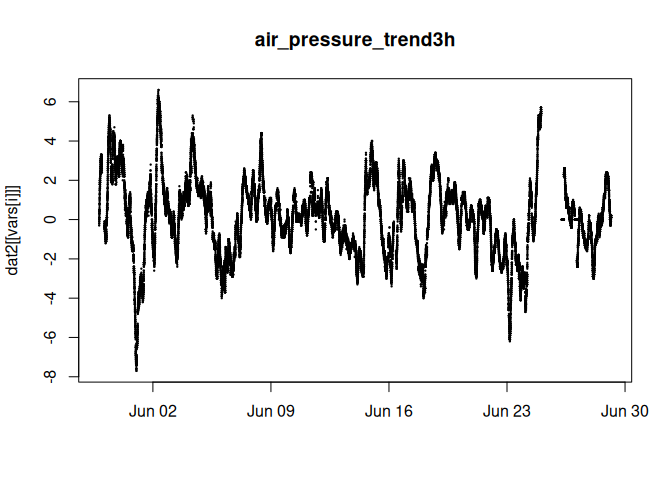 air_pressure_trend3h
dat2[[vars[i]]]
6
4
2
0
-2
-4
-6
-8
Jun 02
Jun 09
Jun 16
Jun 23
Jun 30